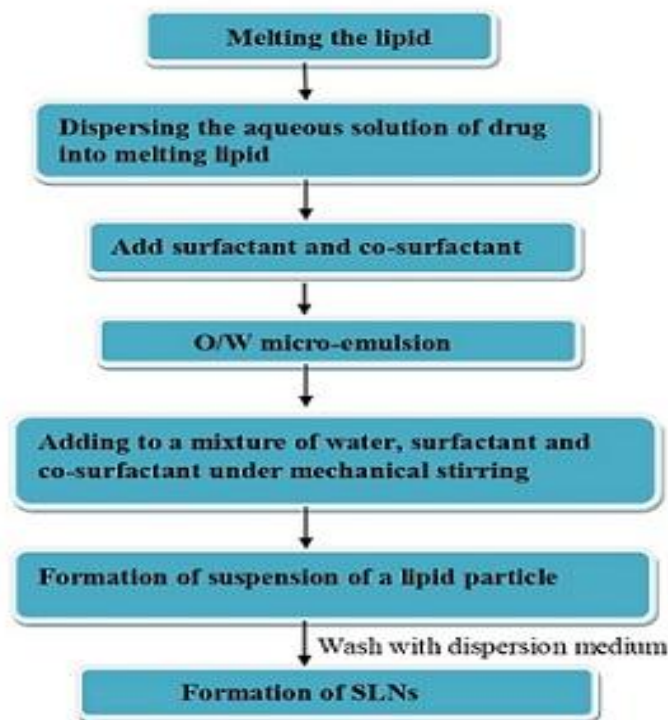 Melting the lipid
Dispersing the aqueous solution of drug
into melting lipid
Add surfactant and co-surfactant
O/W micro-emulsion
Adding to a mixture of water, surfactant and
co-surfactant under mechanical stirring
Formation of suspension of a lipid particle
Wash with dispersion medium
Formation of SLNs